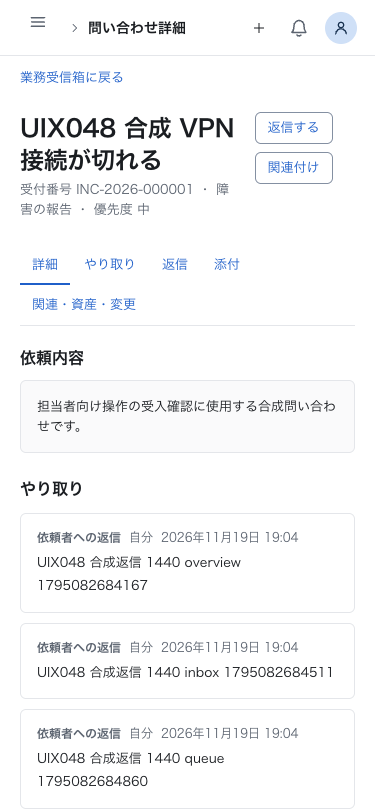 問い合わせ詳細
業務受信箱に戻る
UIX048 合成 VPN
接続が切れる
返信する
関連付け
受付番号 INC-2026-000001 ・ 障
害の報告 ・ 優先度 中
詳細 やり取り 返信 添付
関連・資産・変更
依頼内容
担当者向け操作の受入確認に使用する合成問い合わ
せです。
やり取り
依頼者への返信 自分 2026年11月19日 19:04
UIX048 合成返信 1440 overview
1795082684167
依頼者への返信 自分 2026年11月19日 19:04
UIX048 合成返信 1440 inbox 1795082684511
依頼者への返信 自分 2026年11月19日 19:04
UIX048 合成返信 1440 queue
1795082684860